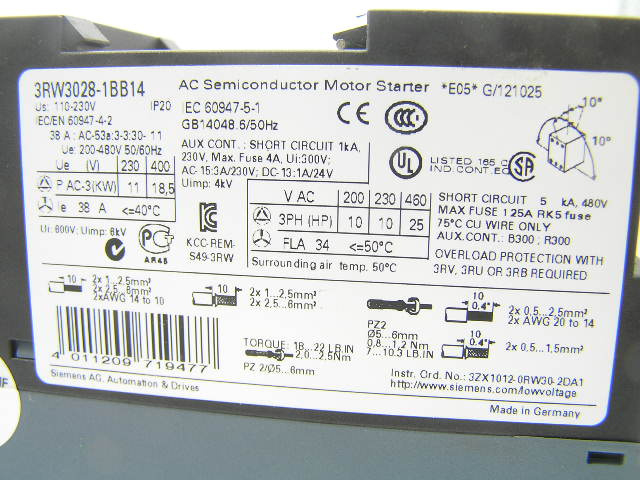 3RW3028-1BB14 AC Semiconductor Motor Starter *E05* G/121025
Us: 110-230V IP20
IEC/EN 60947-4-2
38 A : AC-53a:3-3:30- 11
Ue: 200-480V 50/60Hz
Ue (V) 230 400
P AC-3(KW) 11 18,5
Ie 38 A <=40°C
Ui: 600V; Uimp: 6kV
IEC 60947-5-1
GB14048.6/50Hz
AUX CONT.: SHORT CIRCUIT 1kA,
230V, Max. Fuse 4A, Ui:300V;
AC-15:3A/230V; DC-13:1A/24V
Uimp: 4kV
CE CCC
UL LISTED 165 C
IND.CONT.EQ
SA
10°
10°
V AC 200 230 460
3PH (HP) 10 10 25
FLA 34 <=50°C
Surrounding air temp. 50°C
KCC-REM-
S49-3RW
SHORT CIRCUIT 5 kA, 480V
MAX FUSE 125A RK5 fuse
75°C CU WIRE ONLY
AUX.CONT.: B300 ; R300
OVERLOAD PROTECTION WITH
3RV, 3RU OR 3RB REQUIRED
10 2x 1...2,5mm²
2x 2,5...6mm²
2xAWG 14 to 10
10 2x 1...2,5mm²
2x 2,5...6mm²
PZ2
Ø5...6mm
0.8...1,2 Nm
7...10.3 LB.IN
10
0.4" 2x 0,5...2,5mm²
2x AWG 20 to 14
10
0.4" 2x 0,5...1,5mm²
TORQUE: 18...22 LB.IN
2.0...2.5Nm
PZ 2/Ø5...6mm
4 011209 719477
Siemens AG, Automation & Drives
Instr. Ord. No.: 3ZX1012-0RW30-2DA1
http://www.siemens.com/lowvoltage
Made in Germany